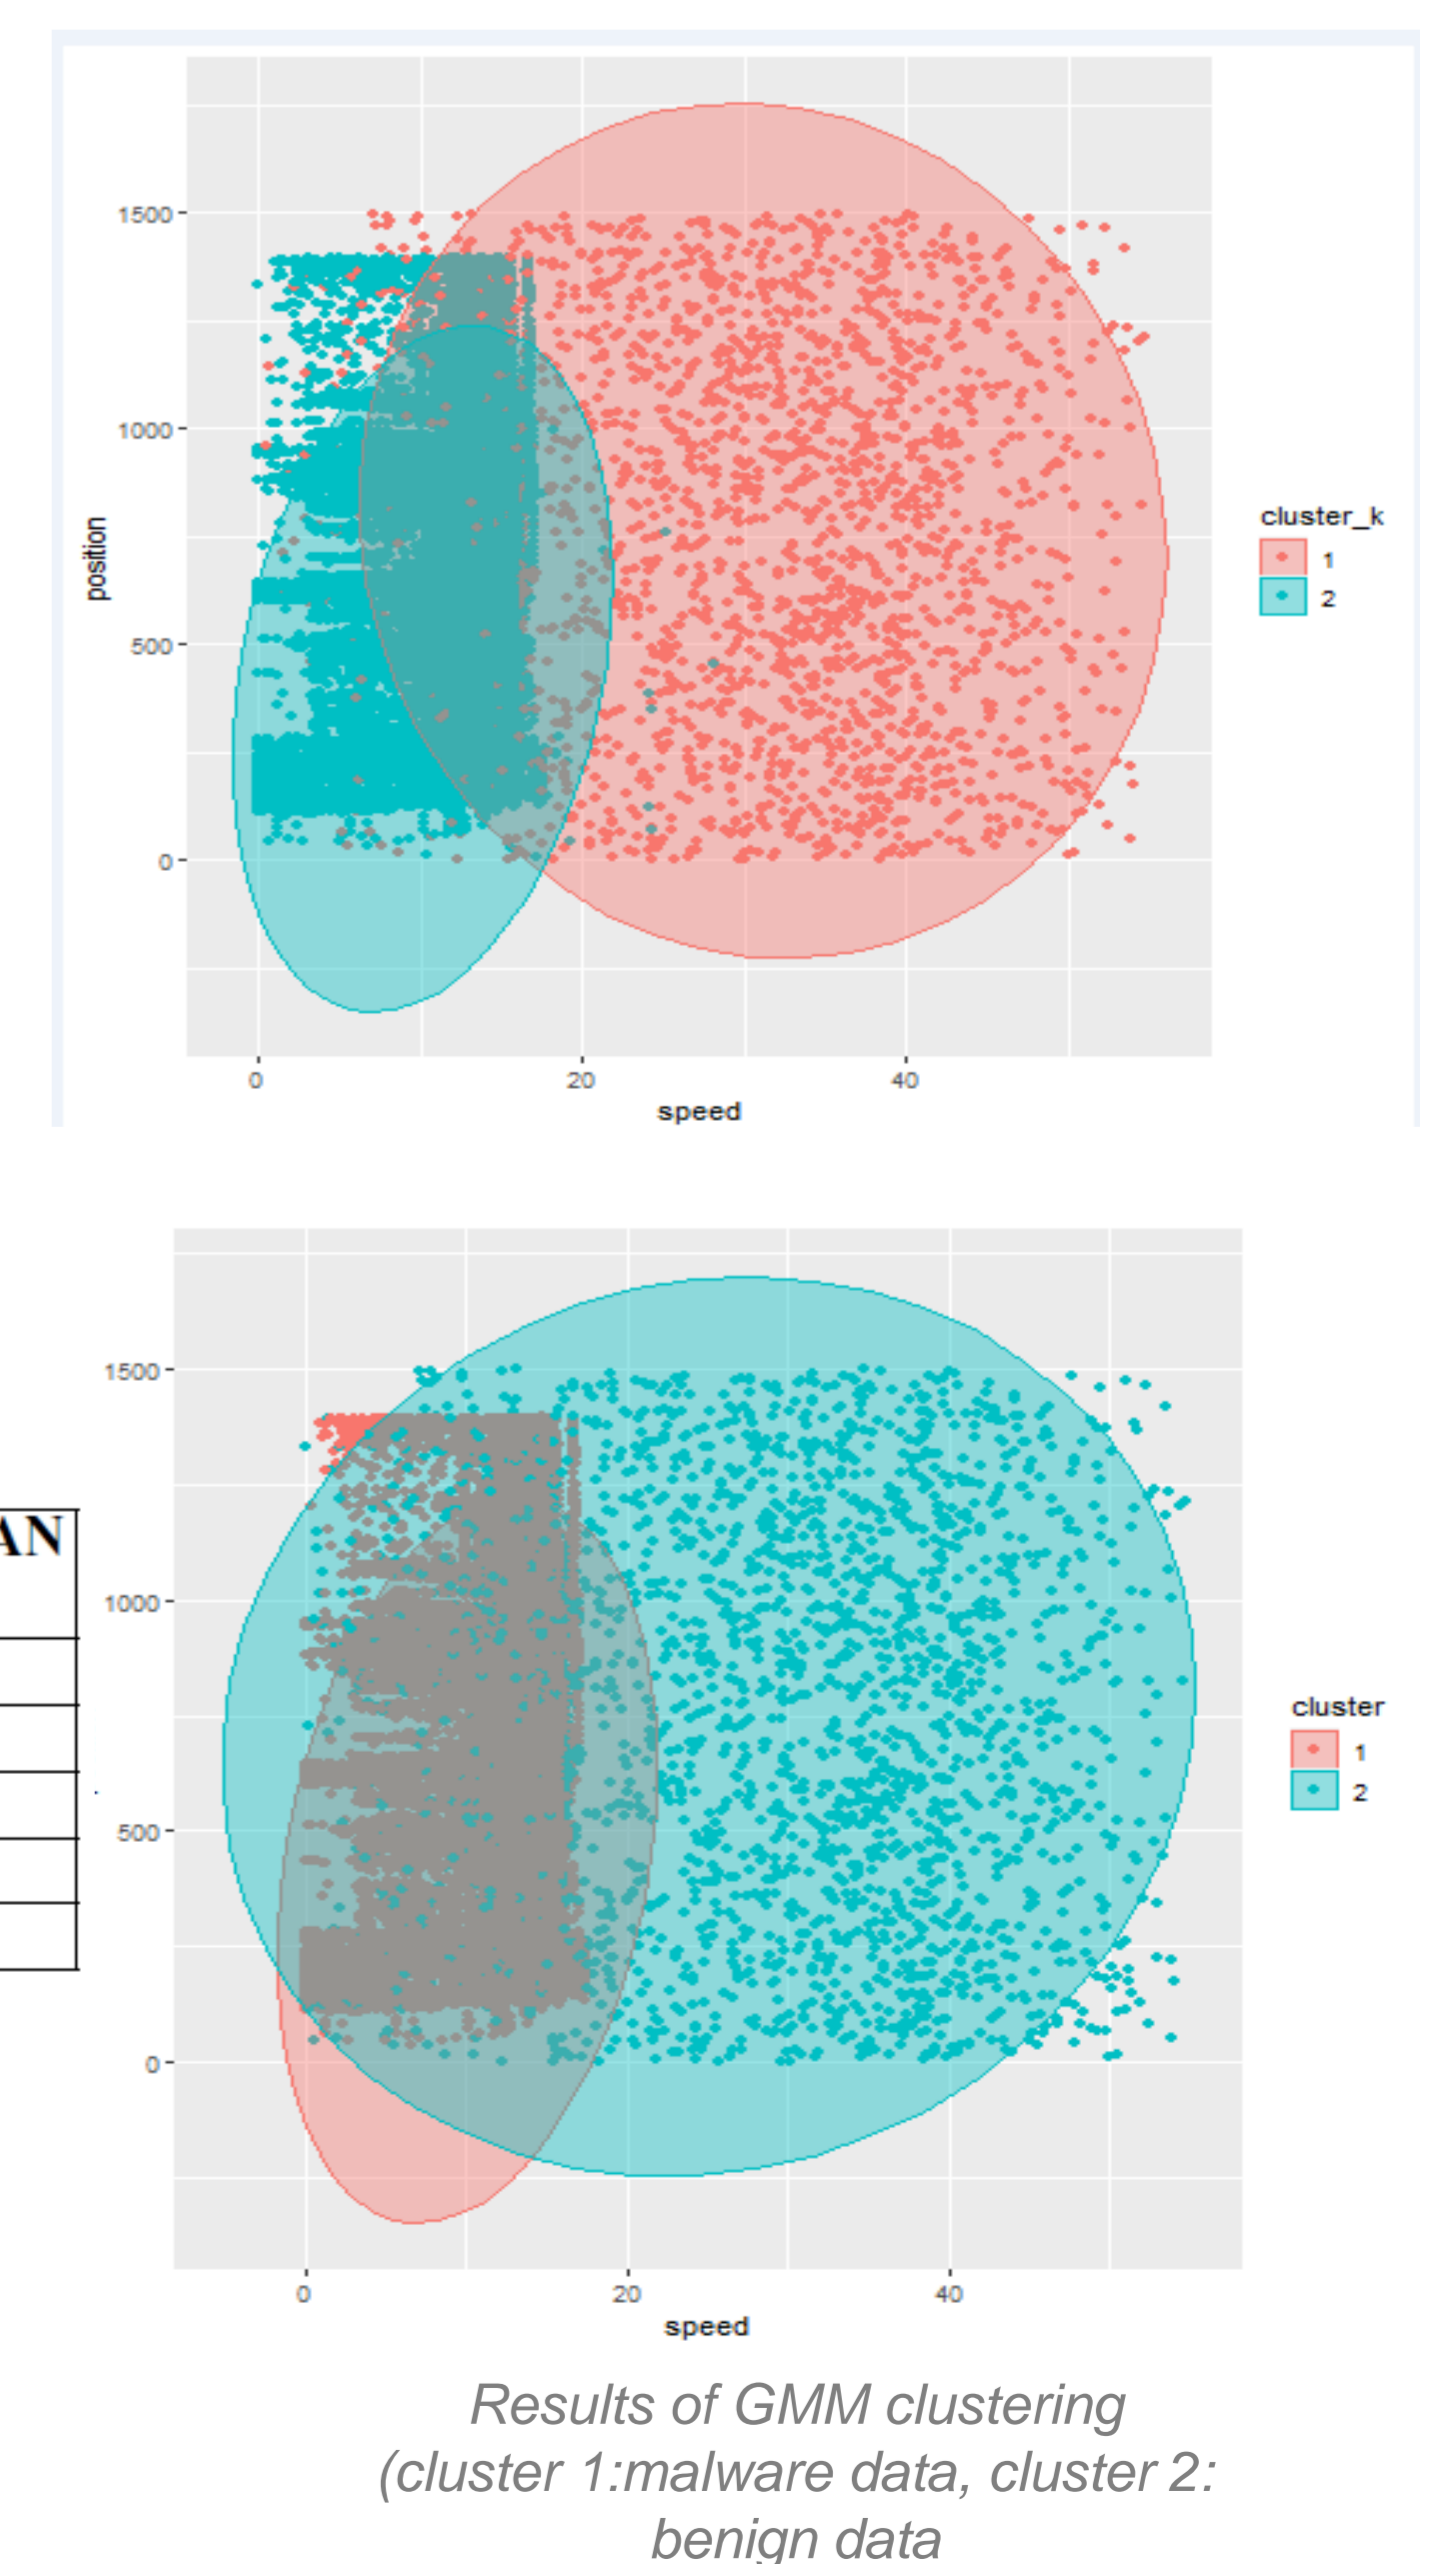 1500
1000
500
0
position
0
20
40
speed
cluster_k
1
2
AN
1500
1000
500
0
0
20
40
speed
cluster
1
2
Results of GMM clustering
(cluster 1:malware data, cluster 2:
benign data